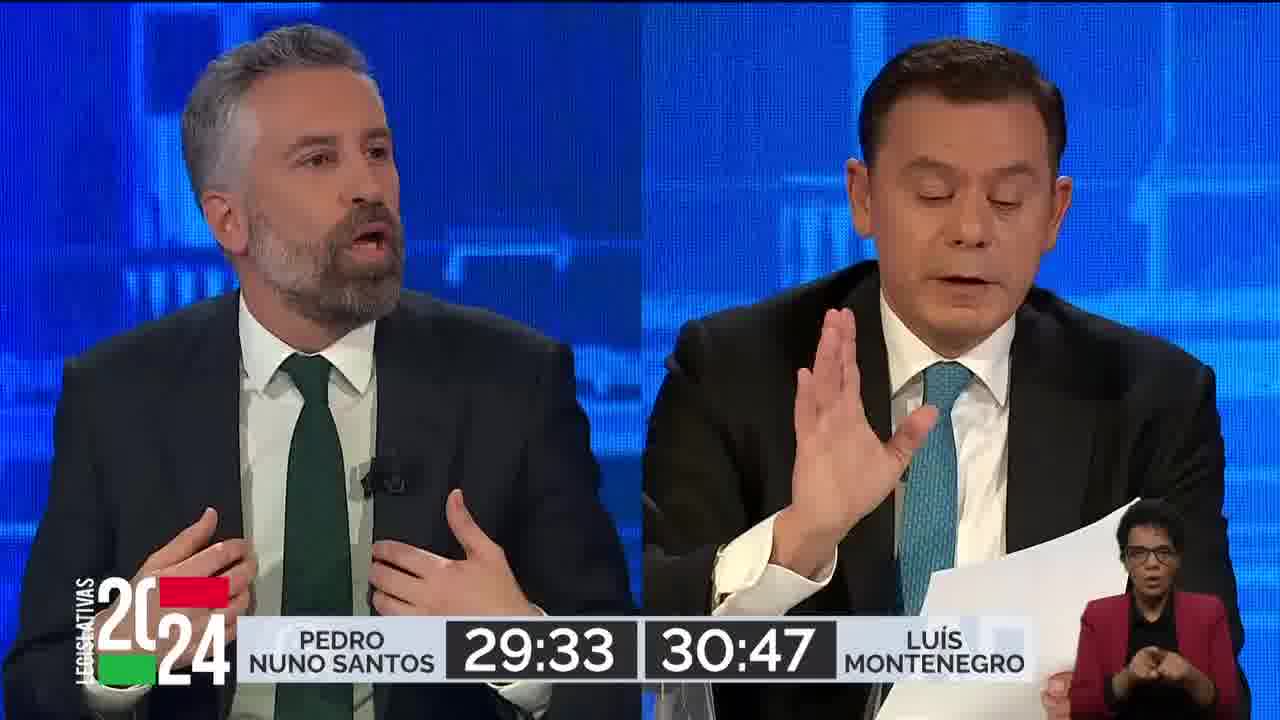 LEGISLATIVAS
2024
PEDRO
NUNO SANTOS
29:33
30:47
LUÍS
MONTENEGRO